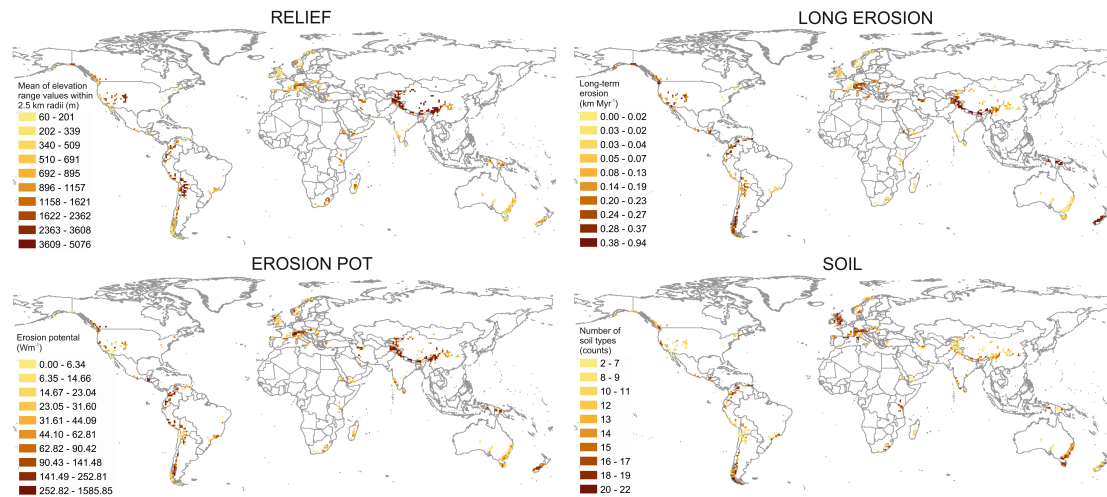 RELIEF
Mean of elevation
range values within
2.5 km radii (m)
60 - 201
202 - 339
340 - 509
510 - 691
692 - 895
896 - 1157
1158 - 1621
1622 - 2362
2363 - 3608
3609 - 5076
LONG EROSION
Long-term
erosion
(km Myr⁻¹)
0.00 - 0.02
0.03 - 0.02
0.03 - 0.04
0.05 - 0.07
0.08 - 0.13
0.14 - 0.19
0.20 - 0.23
0.24 - 0.27
0.28 - 0.37
0.38 - 0.94
EROSION POT
Erosion potential
(Wm⁻¹)
0.00 - 6.34
6.35 - 14.66
14.67 - 23.04
23.05 - 31.60
31.61 - 44.09
44.10 - 62.81
62.82 - 90.42
90.43 - 141.48
141.49 - 252.81
252.82 - 1585.85
SOIL
Number of
soil types
(counts)
2 - 7
8 - 9
10 - 11
12
13
14
15
16 - 17
18 - 19
20 - 22